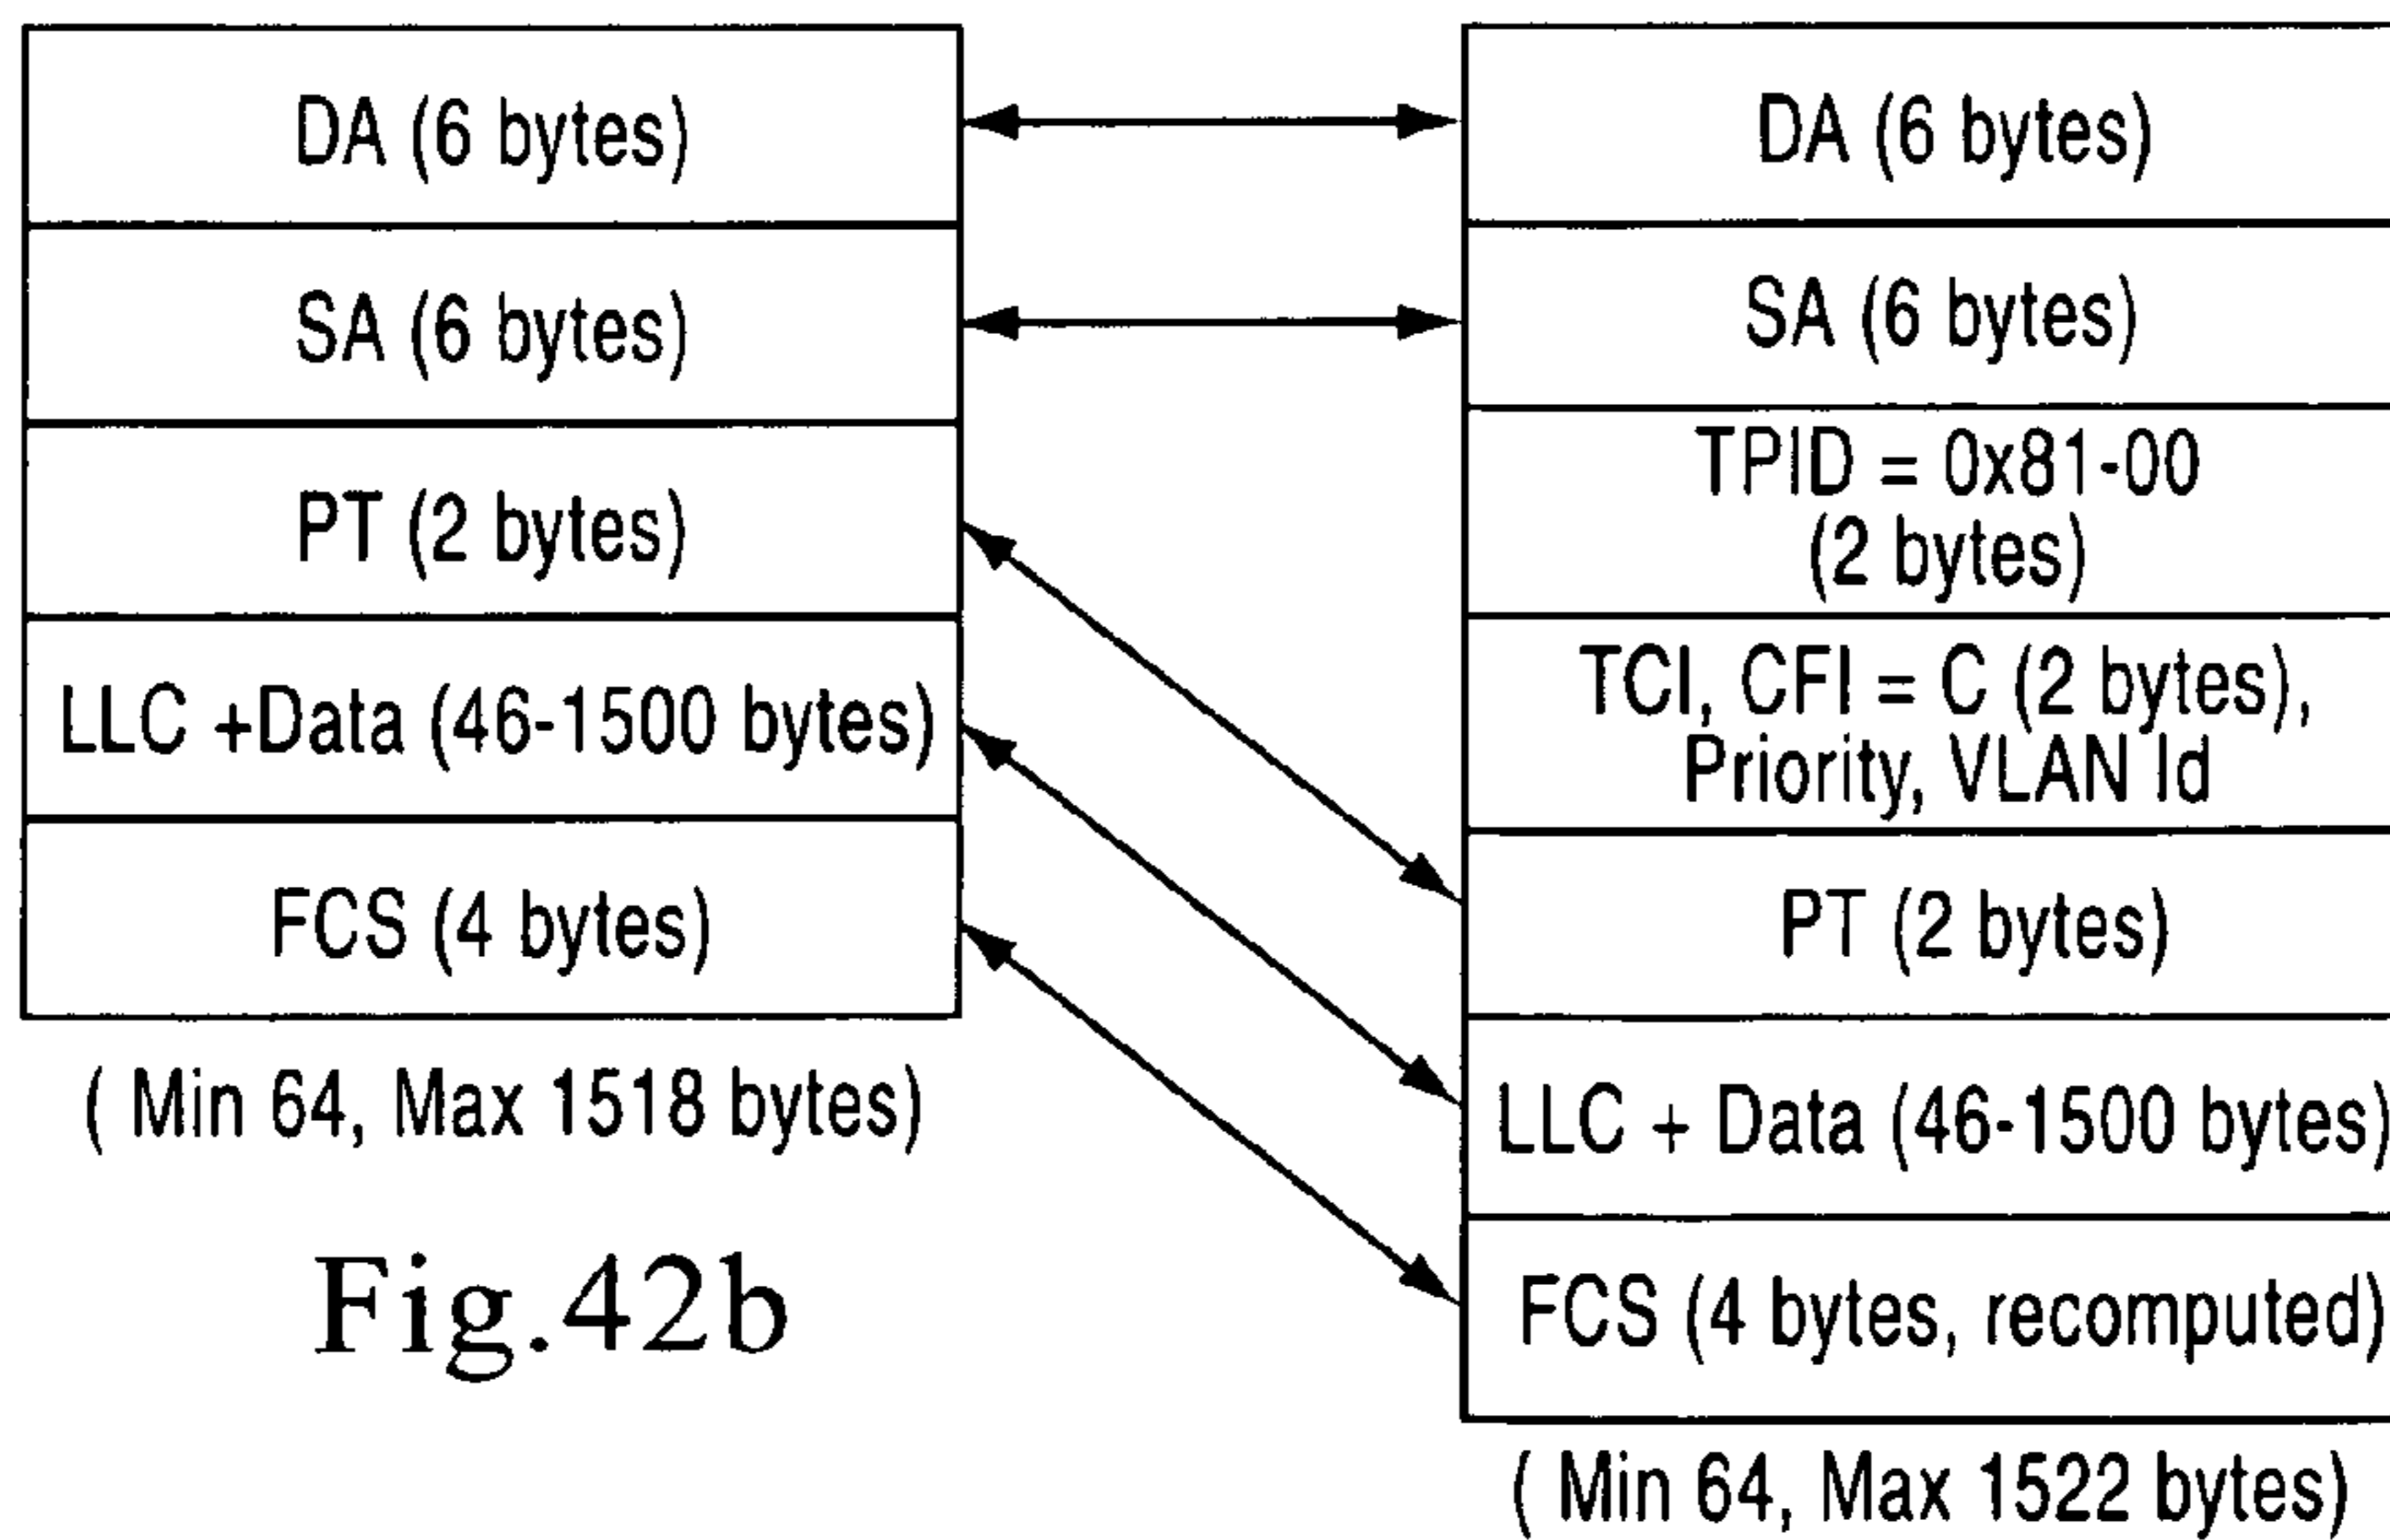 DA (6 bytes)
SA (6 bytes)
PT (2 bytes)
LLC +Data (46-1500 bytes)
FCS (4 bytes)
( Min 64, Max 1518 bytes)
Fig.42b
DA (6 bytes)
SA (6 bytes)
TPID = 0x81-00
(2 bytes)
TCI, CFI = C (2 bytes),
Priority, VLAN Id
PT (2 bytes)
LLC + Data (46-1500 bytes)
FCS (4 bytes, recomputed)
( Min 64, Max 1522 bytes)